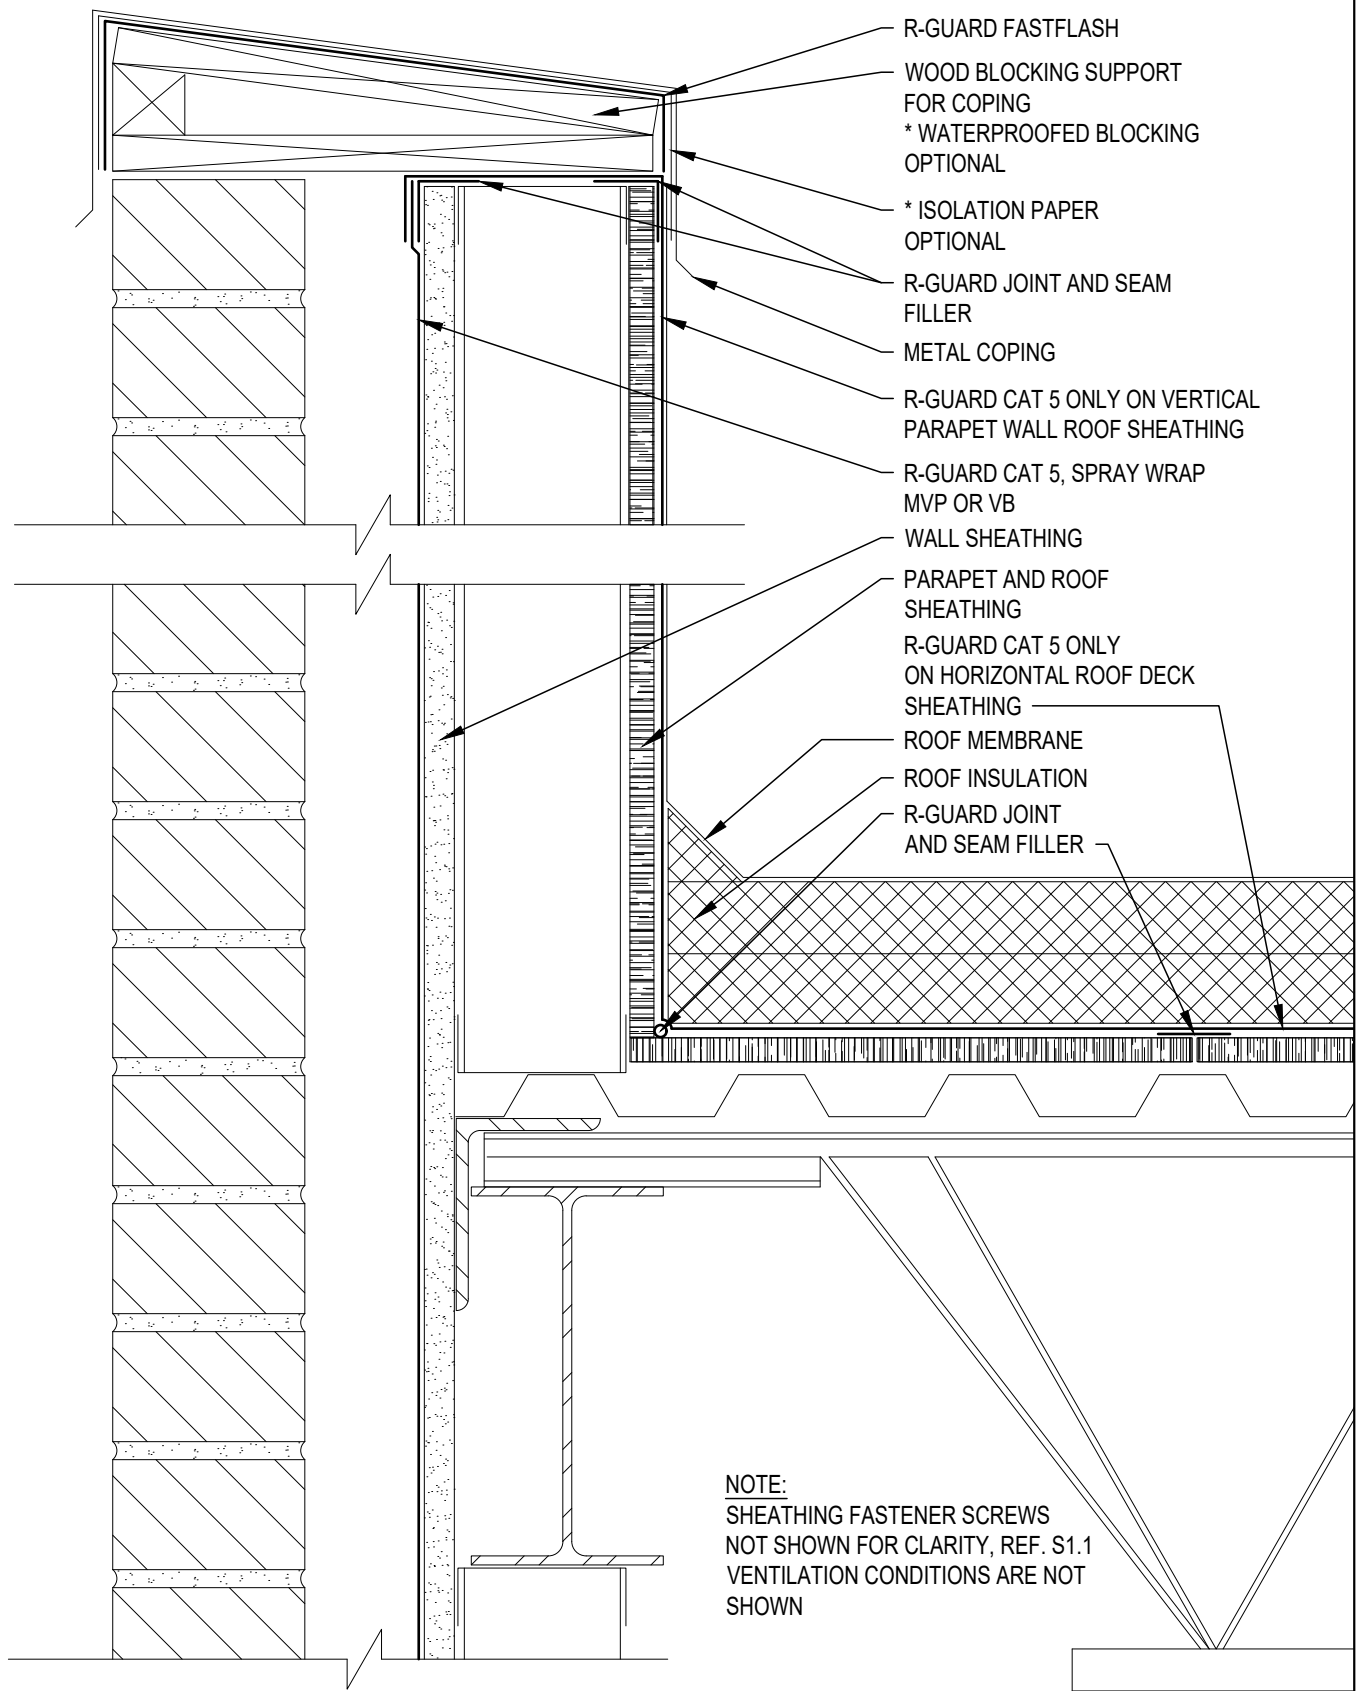 R-GUARD FASTFLASH
WOOD BLOCKING SUPPORT
FOR COPING
* WATERPROOFED BLOCKING
OPTIONAL
* ISOLATION PAPER
OPTIONAL
R-GUARD JOINT AND SEAM
FILLER
METAL COPING
R-GUARD CAT 5 ONLY ON VERTICAL
PARAPET WALL ROOF SHEATHING
R-GUARD CAT 5, SPRAY WRAP
MVP OR VB
WALL SHEATHING
PARAPET AND ROOF
SHEATHING
R-GUARD CAT 5 ONLY
ON HORIZONTAL ROOF DECK
SHEATHING
ROOF MEMBRANE
ROOF INSULATION
R-GUARD JOINT
AND SEAM FILLER
NOTE:
SHEATHING FASTENER SCREWS
NOT SHOWN FOR CLARITY, REF. S1.1
VENTILATION CONDITIONS ARE NOT
SHOWN